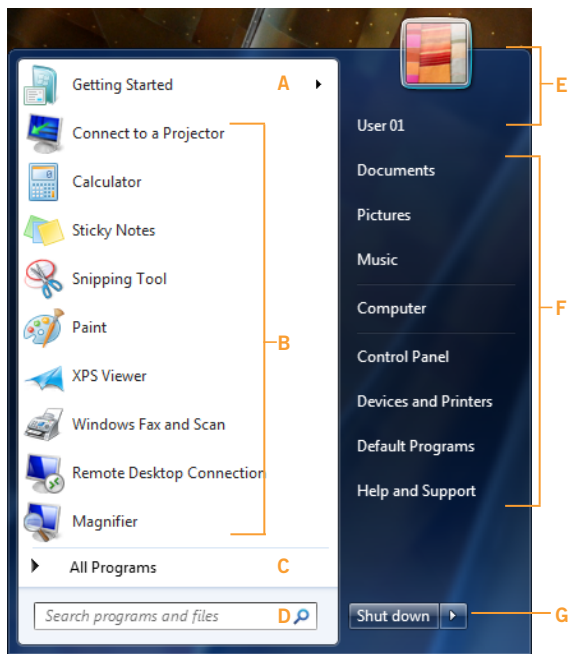 Getting Started A
Connect to a Projector
Calculator
Sticky Notes
Snipping Tool
Paint
B
XPS Viewer
Windows Fax and Scan
Remote Desktop Connection
Magnifier
All Programs C
Search programs and files D
E
User 01
Documents
Pictures
Music
Computer
F
Control Panel
Devices and Printers
Default Programs
Help and Support
Shut down G